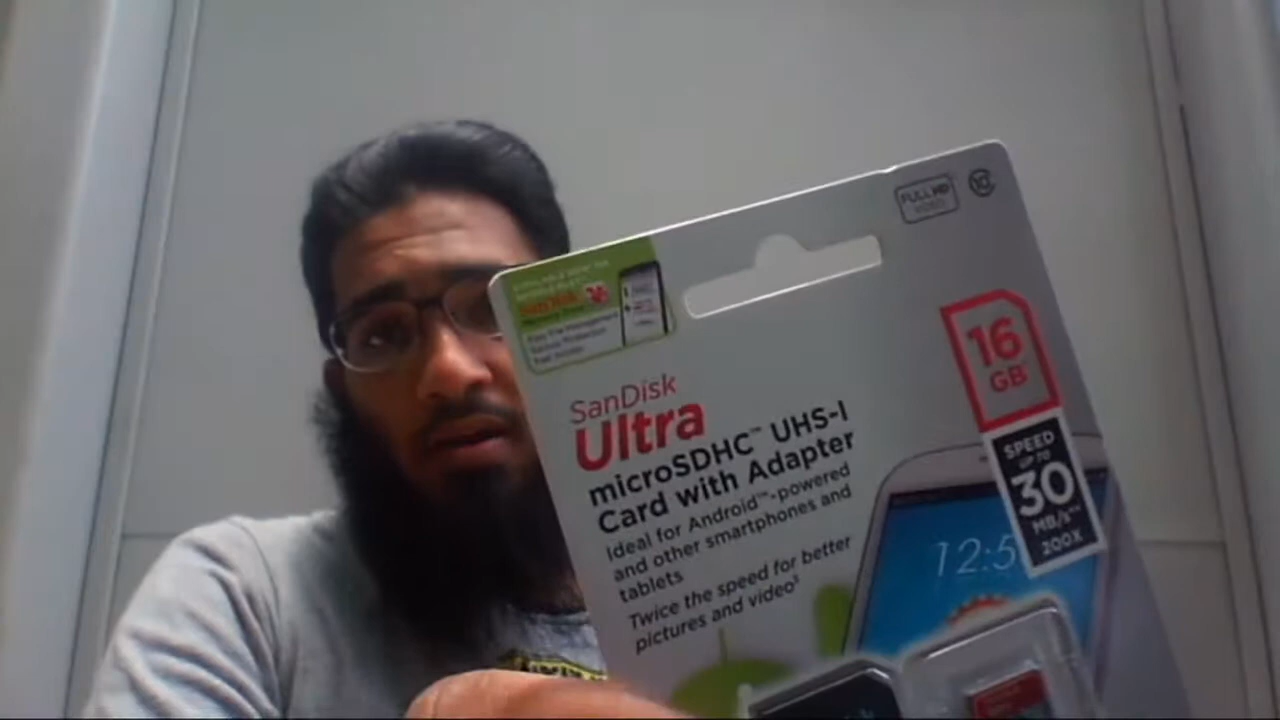 FULL HD
VIDEO
10
SanDisk
Ultra
microSDHC™ UHS-I
Card with Adapter
Ideal for Android™-powered
and other smartphones and
tablets
Twice the speed for better
pictures and video
16
GB
SPEED
UP TO
30
MB/s
200X
12:5